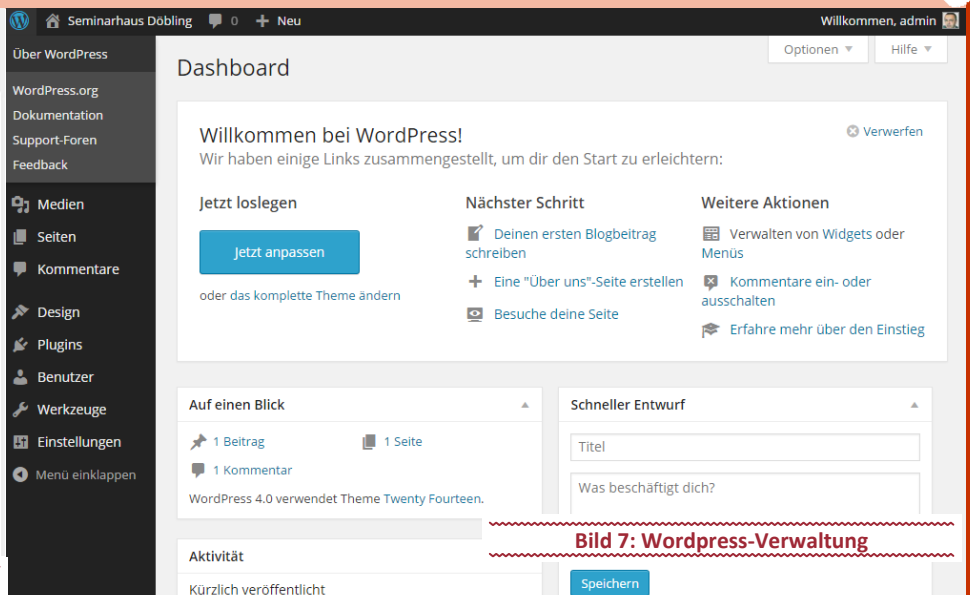 Seminarhaus Döbling 0 Neu
Willkommen, admin
Über WordPress
WordPress.org
Dokumentation
Support-Foren
Feedback
Medien
Seiten
Kommentare
Design
Plugins
Benutzer
Werkzeuge
Einstellungen
Menü einklappen
Optionen
Hilfe
Dashboard
Willkommen bei WordPress!
Verwerfen
Wir haben einige Links zusammengestellt, um dir den Start zu erleichtern:
Jetzt loslegen
Jetzt anpassen
oder das komplette Theme ändern
Nächster Schritt
Deinen ersten Blogbeitrag
schreiben
Eine "Über uns"-Seite erstellen
Besuche deine Seite
Weitere Aktionen
Verwalten von Widgets oder
Menüs
Kommentare ein- oder
ausschalten
Erfahre mehr über den Einstieg
Auf einen Blick
1 Beitrag
1 Seite
1 Kommentar
WordPress 4.0 verwendet Theme Twenty Fourteen.
Aktivität
Kürzlich veröffentlicht
Schneller Entwurf
Titel
Was beschäftigt dich?
Bild 7: Wordpress-Verwaltung
Speichern